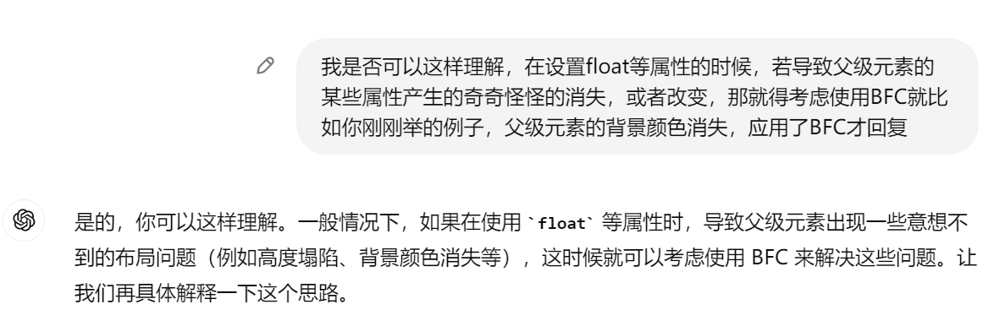 我是否可以这样理解，在设置float等属性的时候，若导致父级元素的
某些属性产生的奇奇怪怪的消失，或者改变，那就得考虑使用BFC就比
如你刚刚举的例子，父级元素的背景颜色消失，应用了BFC才回复
是的，你可以这样理解。一般情况下，如果在使用 `float` 等属性时，导致父级元素出现一些意想不
到的布局问题（例如高度塌陷、背景颜色消失等），这时候就可以考虑使用 BFC 来解决这些问题。让
我们再具体解释一下这个思路。